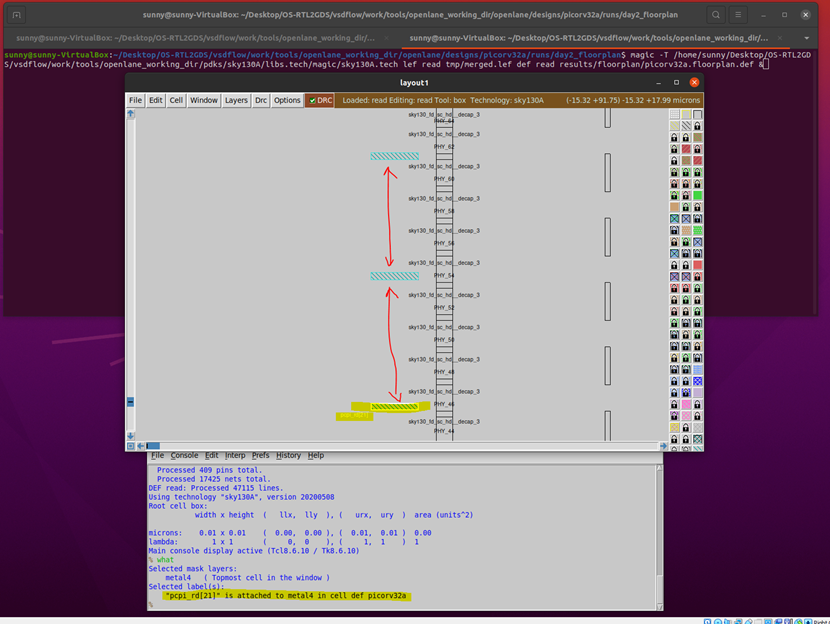 sunny@sunny-VirtualBox: ~/Desktop/OS-RTL2GDS/vsdflow/work/tools/openlane_working_dir/openlane/designs/picorv32a/runs/day2_floorplan
sunny@sunny-VirtualBox: ~/Desktop/OS-RTL2GDS/vsdflow/work/tools/openlane_working_dir/...
sunny@sunny-VirtualBox: ~/Desktop/OS-RTL2GDS/vsdflow/work/tools/openlane_working_dir/...
sunny@sunny-VirtualBox:~/Desktop/OS-RTL2GDS/vsdflow/work/tools/openlane_working_dir/openlane/designs/picorv32a/runs/day2_floorplan$ magic -T /home/sunny/Desktop/OS-RTL2GD
S/vsdflow/work/tools/openlane_working_dir/pdks/sky130A/libs.tech/magic/sky130A.tech lef read tmp/merged.lef def read results/floorplan/picorv32a.floorplan.def &
layout1
File Edit Cell Window Layers Drc Options DRC Loaded: read Editing: read Tool: box Technology: sky130A (-15.32 +91.75) -15.32 +17.99 microns
sky130_fd_sc_hd__decap_3
PHY_64
sky130_fd_sc_hd__decap_3
PHY_62
sky130_fd_sc_hd__decap_3
PHY_60
sky130_fd_sc_hd__decap_3
PHY_58
sky130_fd_sc_hd__decap_3
PHY_56
sky130_fd_sc_hd__decap_3
PHY_54
sky130_fd_sc_hd__decap_3
PHY_52
sky130_fd_sc_hd__decap_3
PHY_50
sky130_fd_sc_hd__decap_3
PHY_48
sky130_fd_sc_hd__decap_3
PHY_46
sky130_fd_sc_hd__decap_3
PHY_44
File Console Edit Interp Prefs History Help
Processed 409 pins total.
Processed 17425 nets total.
DEF read: Processed 47115 lines.
Using technology "sky130A", version 20200508
Root cell box:
width x height ( llx, lly ), ( urx, ury ) area (units^2)
microns: 0.01 x 0.01 ( 0.00, 0.00 ), ( 0.01, 0.01 ) 0.00
lambda: 1 x 1 ( 0, 0 ), ( 1, 1 ) 1
Main console display active (Tcl8.6.10 / Tk8.6.10)
% what
Selected mask layers:
metal4 ( Topmost cell in the window )
Selected label(s):
"pcpi_rd[21]" is attached to metal4 in cell def picorv32a
%